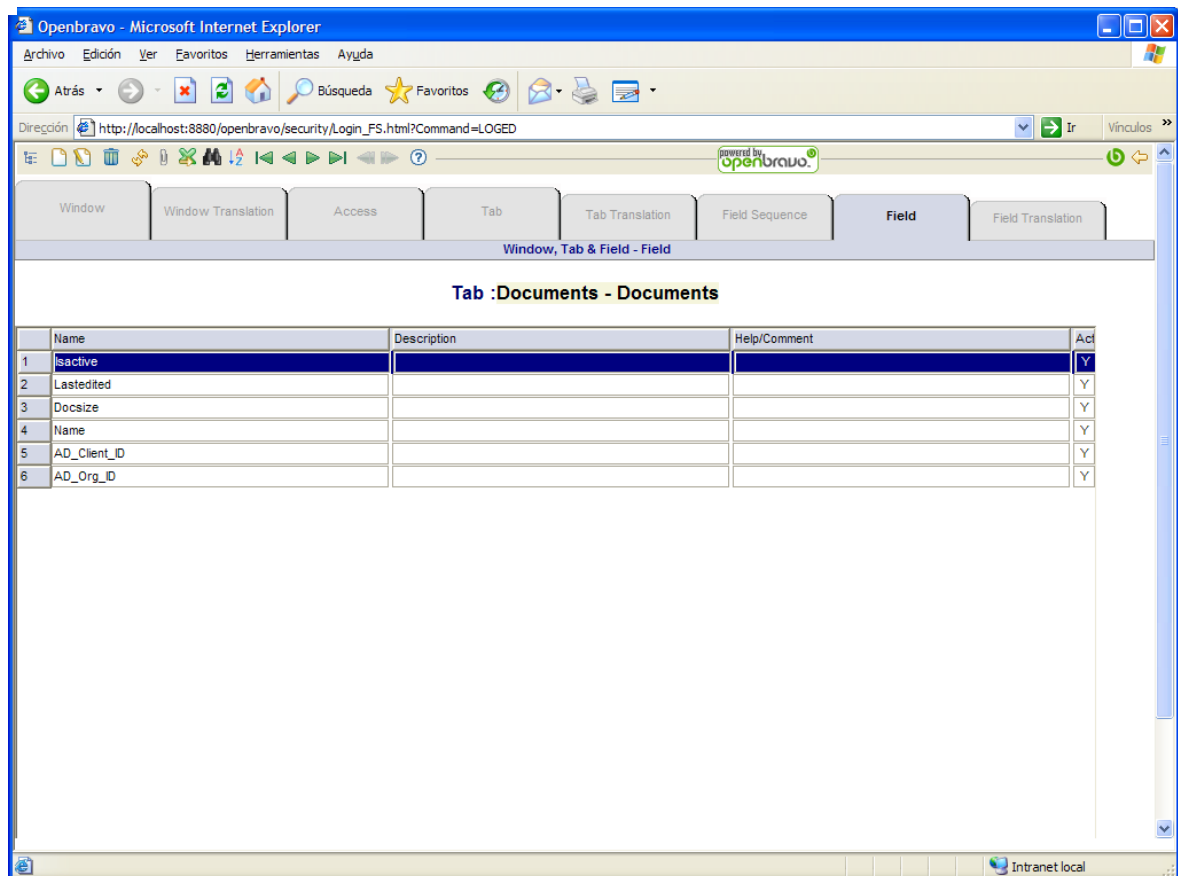 Openbravo - Microsoft Internet Explorer
Archivo Edición Ver Favoritos Herramientas Ayuda
Atrás Búsqueda Favoritos
Dirección http://localhost:8880/openbravo/security/Login_FS.html?Command=LOGED Ir Vínculos »
powered by
openbravo.
Window Window Translation Access Tab Tab Translation Field Sequence Field Field Translation
Window, Tab & Field - Field
Tab :Documents - Documents
Name Description Help/Comment Act
1 Isactive Y
2 Lastedited Y
3 Docsize Y
4 Name Y
5 AD_Client_ID Y
6 AD_Org_ID Y
Intranet local